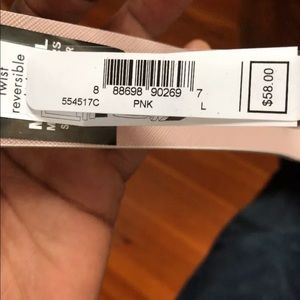 twist
reversible
8 88698 90269 7
554517C PNK L
$58.00